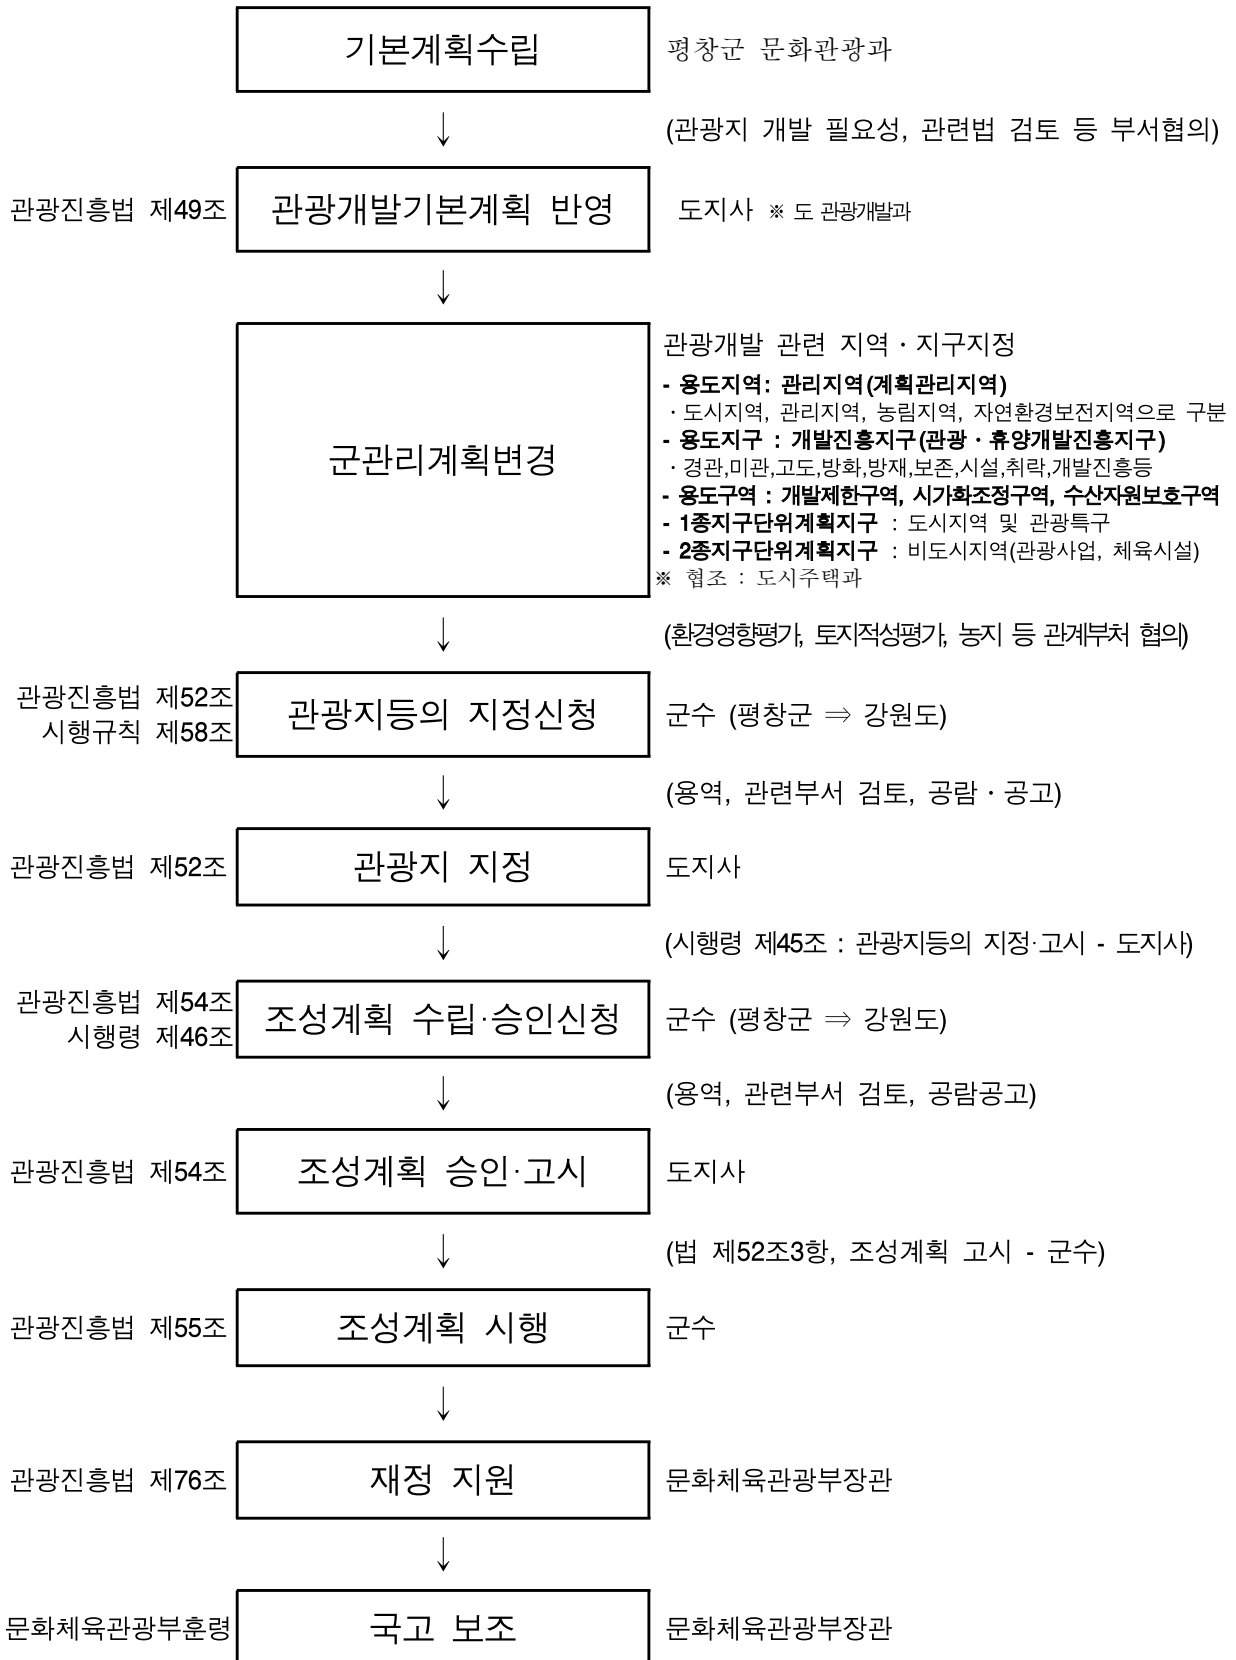 기본계획수립 평창군 문화관광과
↓ (관광지 개발 필요성, 관련법 검토 등 부서협의)
관광진흥법 제49조 관광개발기본계획 반영 도지사 ※ 도 관광개발과
↓
관광개발 관련 지역 · 지구지정
- 용도지역: 관리지역(계획관리지역)
· 도시지역, 관리지역, 농림지역, 자연환경보전지역으로 구분
- 용도지구 : 개발진흥지구(관광 · 휴양개발진흥지구)
군관리계획변경
· 경관,미관,고도,방화,방재,보존,시설,취락,개발진흥등
- 용도구역 : 개발제한구역, 시가화조정구역, 수산자원보호구역
- 1종지구단위계획지구 : 도시지역 및 관광특구
- 2종지구단위계획지구 : 비도시지역(관광사업, 체육시설)
※ 협조 : 도시주택과
↓ (환경영향평가, 토지적성평가, 농지 등 관계부처 협의)
관광진흥법 제52조
시행규칙 제58조
관광지등의 지정신청 군수 (평창군 ⇒ 강원도)
↓ (용역, 관련부서 검토, 공람 · 공고)
관광진흥법 제52조 관광지 지정 도지사
↓ (시행령 제45조 : 관광지등의 지정·고시 - 도지사)
관광진흥법 제54조
시행령 제46조
조성계획 수립·승인신청 군수 (평창군 ⇒ 강원도)
↓ (용역, 관련부서 검토, 공람공고)
관광진흥법 제54조 조성계획 승인·고시 도지사
↓ (법 제52조3항, 조성계획 고시 - 군수)
관광진흥법 제55조 조성계획 시행 군수
↓
관광진흥법 제76조 재정 지원 문화체육관광부장관
↓
문화체육관광부훈령 국고 보조 문화체육관광부장관